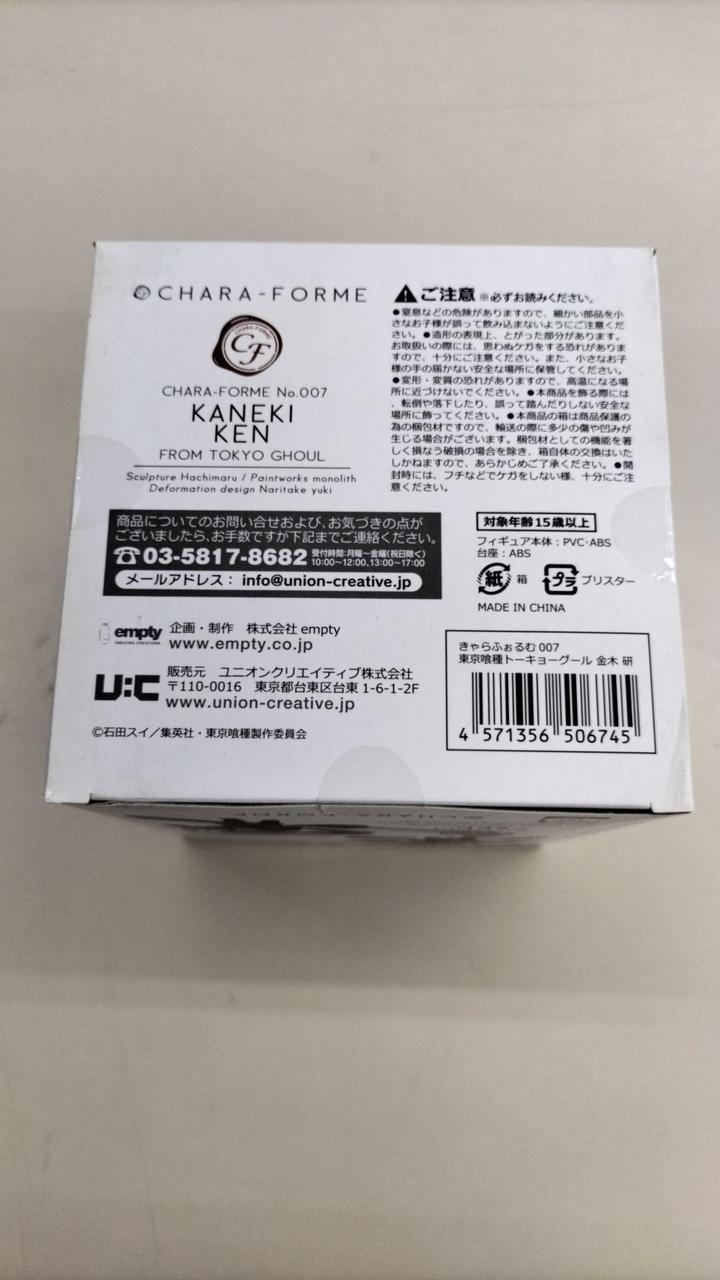 CHARA-FORME
CHARA-FORME
CF
CHARA-FORME No.007
KANEKI
KEN
FROM TOKYO GHOUL
Sculpture Hachimaru / Paintworks monolith
Deformation design Naritake yuki
ご注意 ※必ずお読みください。
●窒息などの危険がありますので、細かい部品を小
さなお子様が誤って飲み込まないようにご注意くだ
さい。●造形の表現上、とがった部分があります。
お取扱いの際には、思わぬケガをする恐れがありま
すので、十分にご注意ください。また、小さなお子
様の手の届かない安全な場所に保管してください。
●変形・変質の恐れがありますので、高温になる場
所に近づけないでください。●本商品を飾る際には
、転倒や落下したり、誤って踏んだりしない安全な
場所に飾ってください。●本商品の箱は商品保護の
為の梱包材ですので、輸送の際に多少の傷や凹みが
生じる場合がございます。梱包材としての機能を著
しく損なう破損の場合を除き、箱自体の交換はいた
しかねますので、あらかじめご了承ください。●開
封時には、フチなどでケガをしない様、十分にご注
意ください。
商品についてのお問い合せおよび、お気づきの点が
ございましたら、お手数ですが下記までご連絡ください。
03-5817-8682 受付時間:月曜~金曜(祝日除く)
10:00~12:00、13:00~17:00
メールアドレス： info@union-creative.jp
対象年齢15歳以上
フィギュア本体：PVC・ABS
台座：ABS
紙 箱 プラ ブリスター
MADE IN CHINA
empty 企画・制作 株式会社 empty
AMAZING CREATIONS www.empty.co.jp
U:C 販売元 ユニオンクリエイティブ株式会社
〒110-0016 東京都台東区台東 1-6-1-2F
www.union-creative.jp
©石田スイ／集英社・東京喰種製作委員会
きゃらふぉるむ 007
東京喰種トーキョーグール 金木 研
4 571356 506745
CHARA-FORME